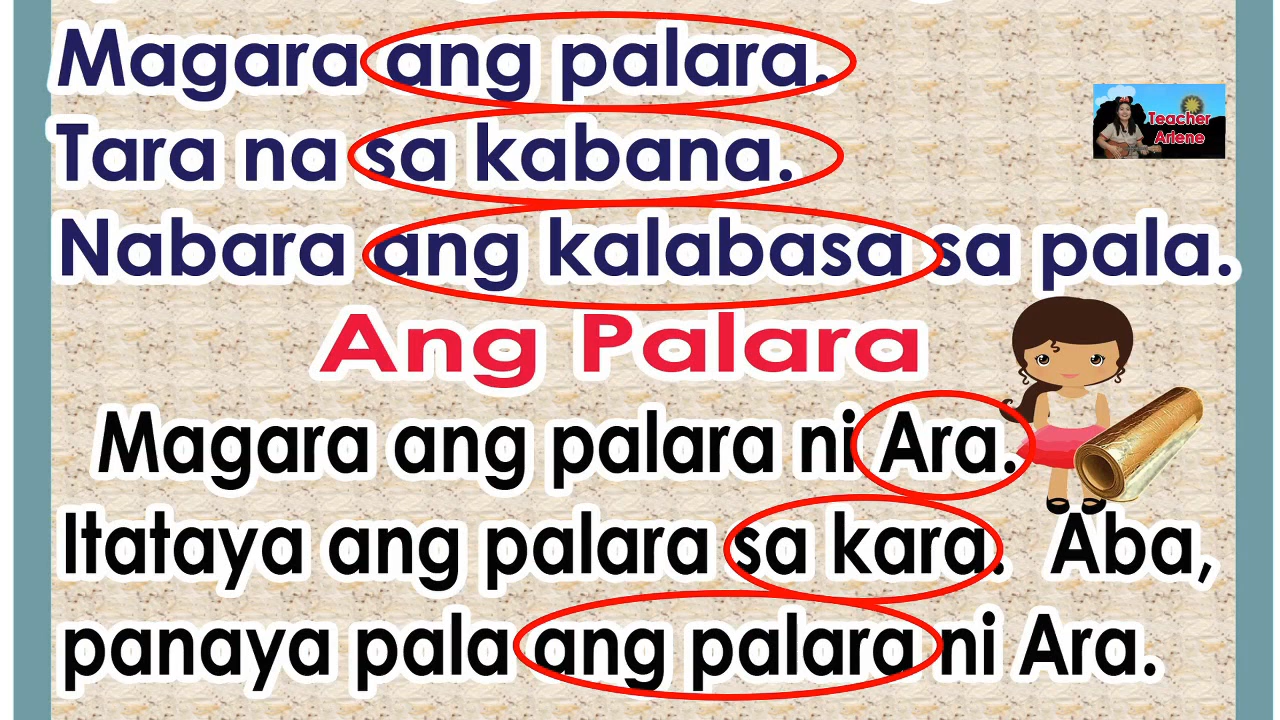 Magara ang palara.
Teacher
Arlene
Tara na sa kabana.
Nabara ang kalabasa sa pala.
Ang Palara
Magara ang palara ni Ara.
Itataya ang palara sa kara. Aba,
panaya pala ang palara ni Ara.